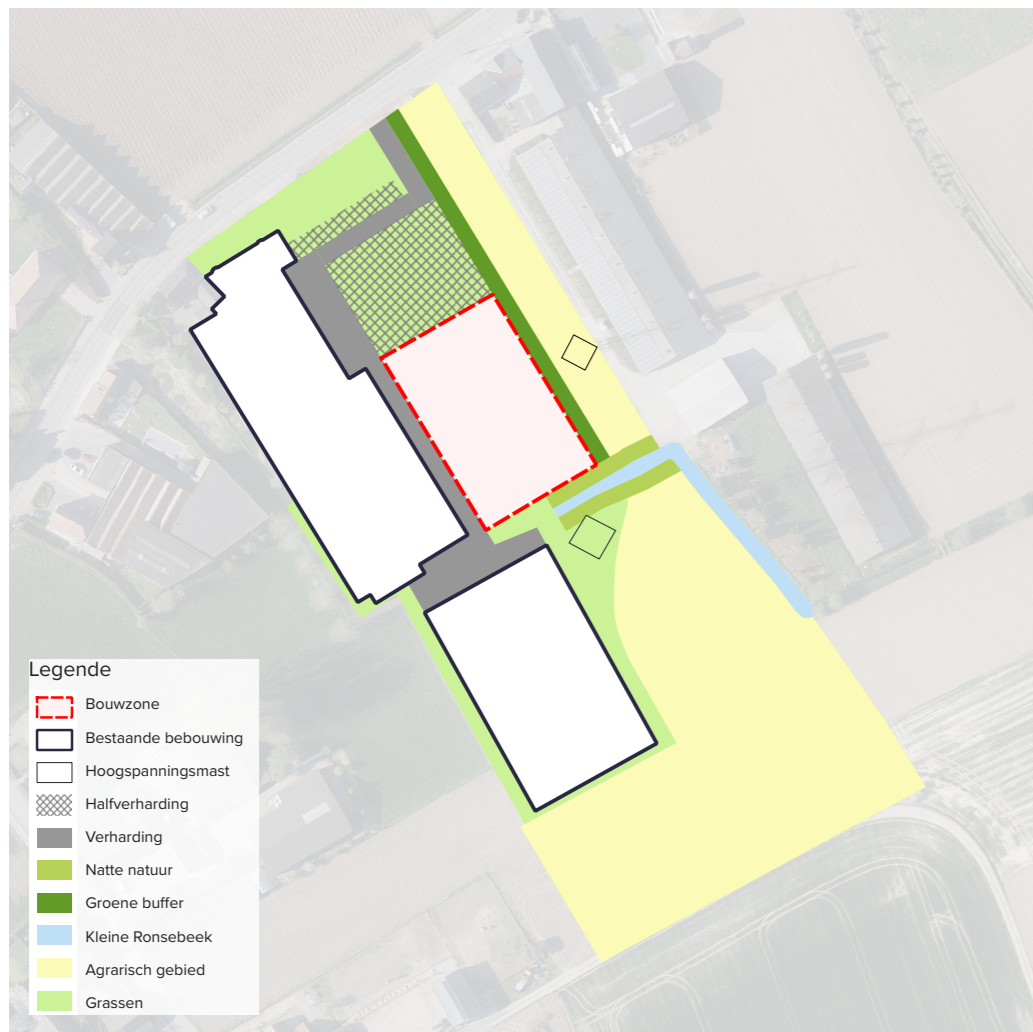 Legende
Bouwzone
Bestaande bebouwing
Hoogspanningsmast
Halfverharding
Verharding
Natte natuur
Groene buffer
Kleine Ronsebeek
Agrarisch gebied
Grassen